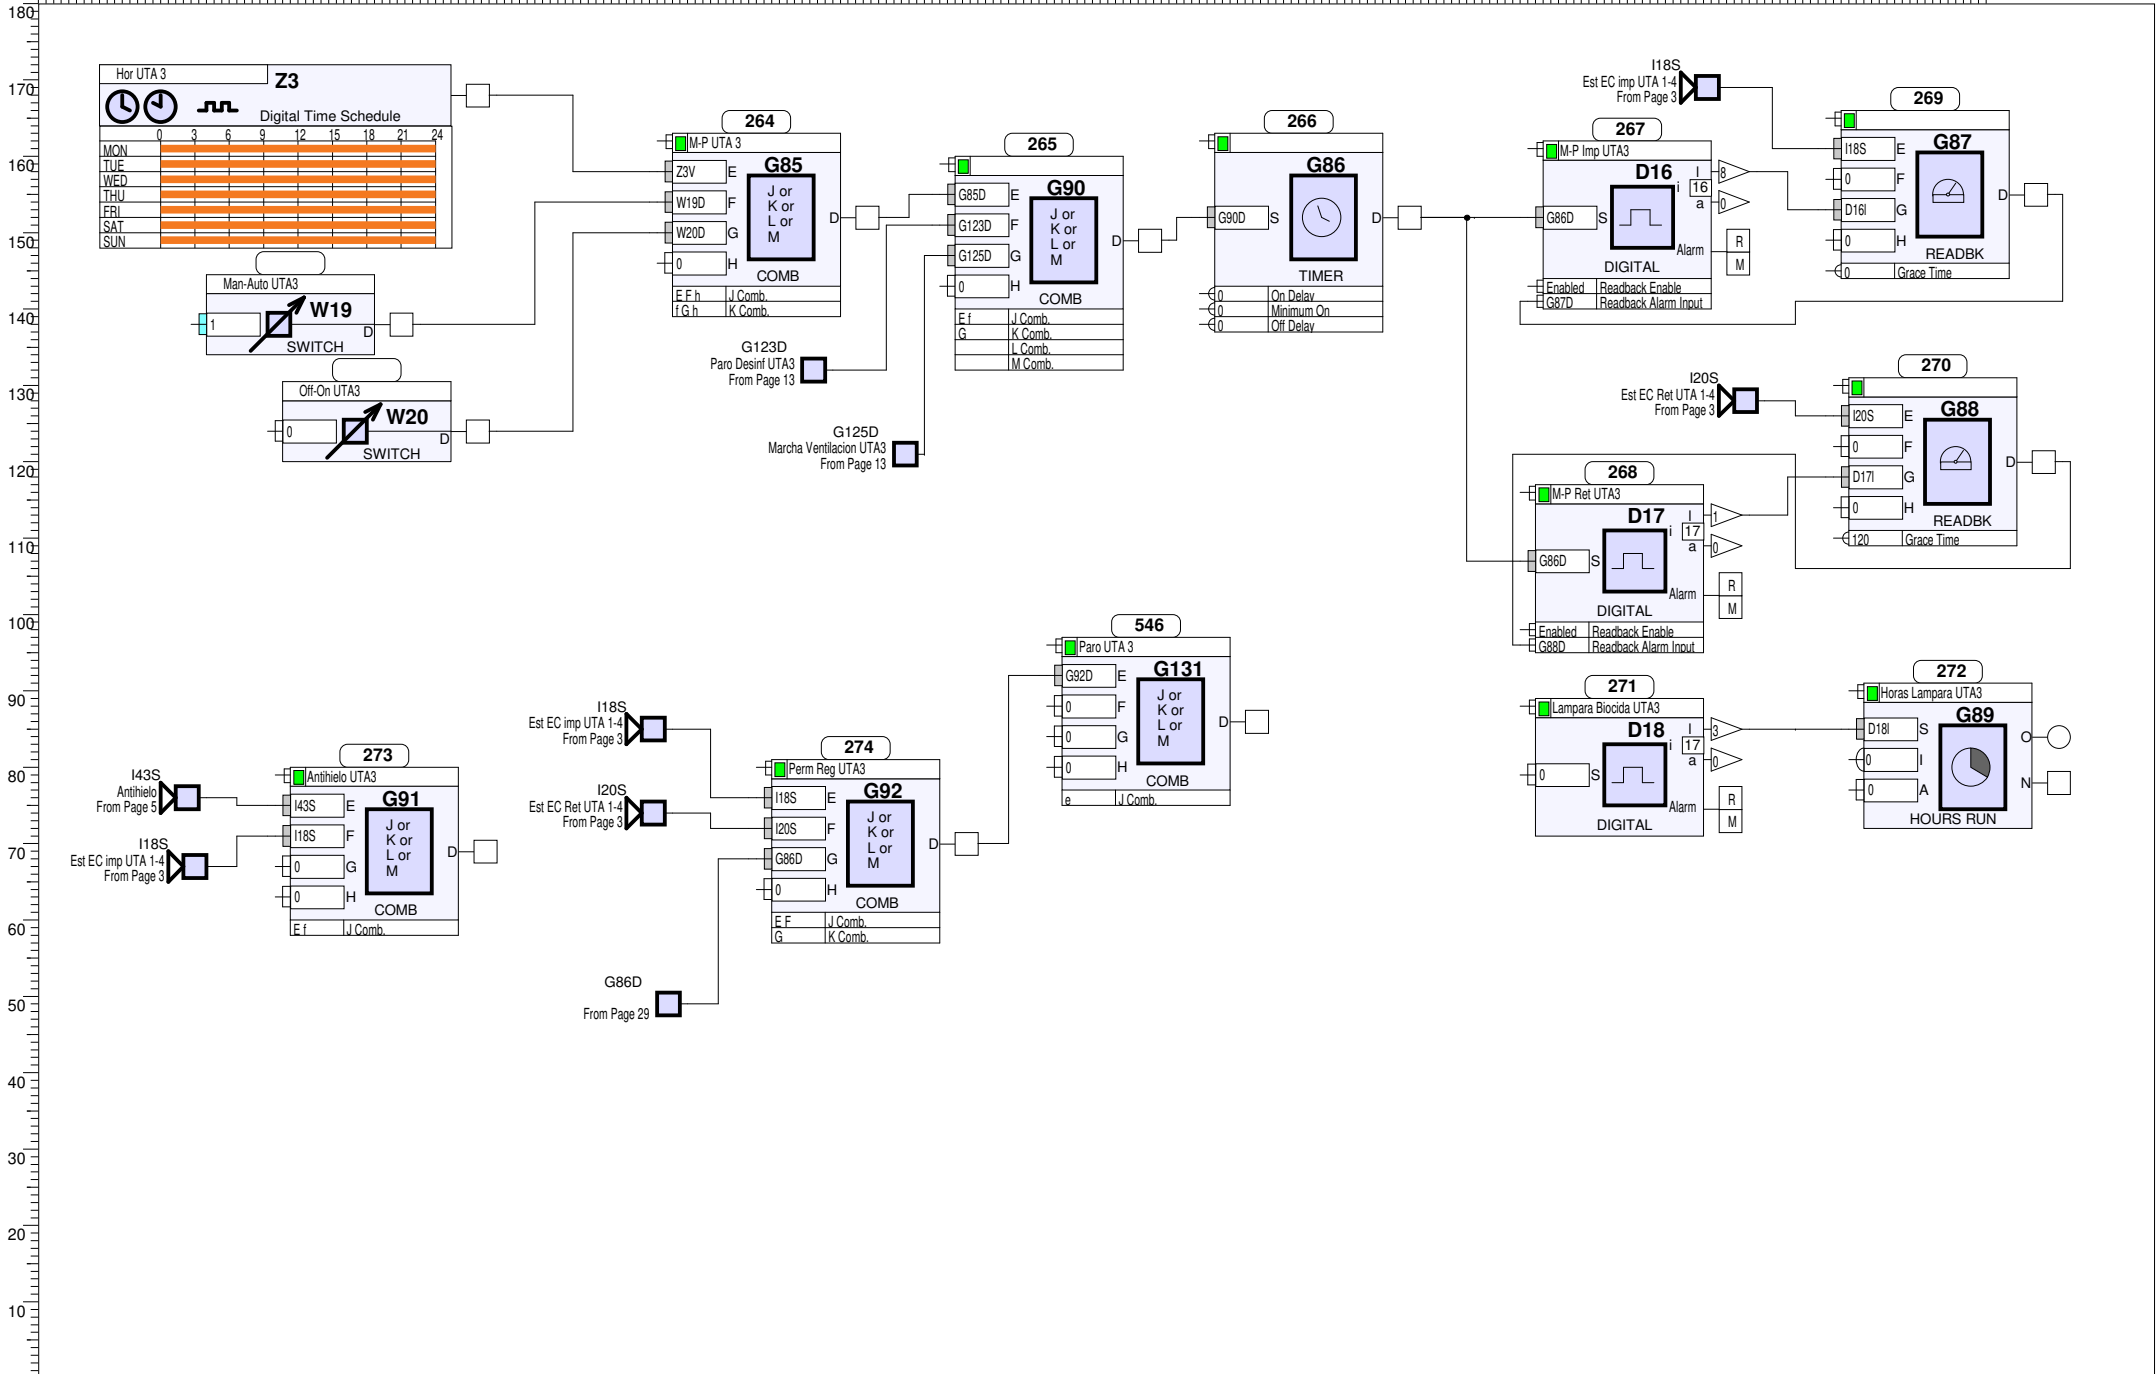 180
170
160
150
140
130
120
110
100
90
80
70
60
50
40
30
20
10
Hor UTA 3
Z3
Digital Time Schedule
0 3 6 9 12 15 18 21 24
MON
TUE
WED
THU
FRI
SAT
SUN
Man-Auto UTA3
W19
1
D
SWITCH
Off-On UTA3
W20
0
D
SWITCH
264
M-P UTA 3
G85
Z3V E
W19D F
W20D G
0 H
J or
K or
L or
M
D
COMB
E F h J Comb.
f G h K Comb.
G123D
Paro Desinf UTA3
From Page 13
G125D
Marcha Ventilacion UTA3
From Page 13
265
G90
G85D E
G123D F
G125D G
0 H
J or
K or
L or
M
D
COMB
E f J Comb.
G K Comb.
L Comb.
M Comb.
266
G86
G90D S
D
TIMER
0 On Delay
0 Minimum On
0 Off Delay
267
M-P Imp UTA3
D16
G86D S
I 8
i 16
a 0
Alarm
R
M
DIGITAL
Enabled Readback Enable
G87D Readback Alarm Input
I18S
Est EC imp UTA 1-4
From Page 3
269
G87
I18S E
0 F
D16I G
0 H
D
READBK
0 Grace Time
I20S
Est EC Ret UTA 1-4
From Page 3
270
G88
I20S E
0 F
D17I G
0 H
D
READBK
120 Grace Time
268
M-P Ret UTA3
D17
G86D S
I 1
i 17
a 0
Alarm
R
M
DIGITAL
Enabled Readback Enable
G88D Readback Alarm Input
271
Lampara Biocida UTA3
D18
0 S
I 3
i 17
a 0
Alarm
R
M
DIGITAL
272
Horas Lampara UTA3
G89
D18I S
0 I
0 A
O
N
HOURS RUN
546
Paro UTA 3
G131
G92D E
0 F
0 G
0 H
J or
K or
L or
M
D
COMB
e J Comb.
I18S
Est EC imp UTA 1-4
From Page 3
I20S
Est EC Ret UTA 1-4
From Page 3
G86D
From Page 29
274
Perm Reg UTA3
G92
I18S E
I20S F
G86D G
0 H
J or
K or
L or
M
D
COMB
E F J Comb.
G K Comb.
I43S
Antihielo
From Page 5
I18S
Est EC imp UTA 1-4
From Page 3
273
Antihielo UTA3
G91
I43S E
I18S F
0 G
0 H
J or
K or
L or
M
D
COMB
E f J Comb.